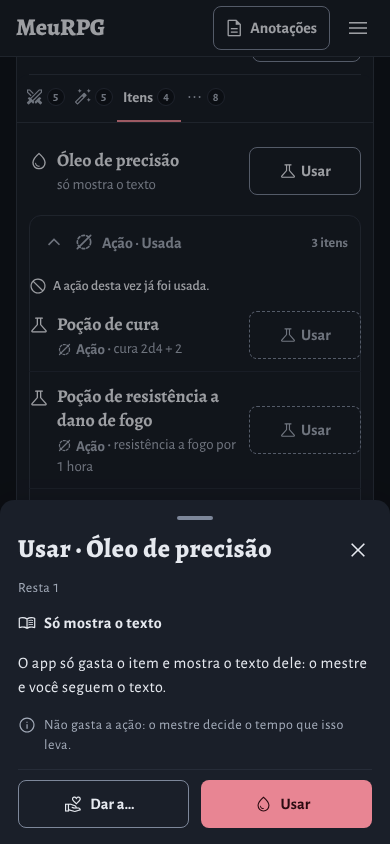 MeuRPG
Anotações
5
5
Itens 4
··· 8
Óleo de precisão
só mostra o texto
Usar
Ação · Usada
3 itens
A ação desta vez já foi usada.
Poção de cura
Ação · cura 2d4 + 2
Usar
Poção de resistência a
dano de fogo
Ação · resistência a fogo por
1 hora
Usar
Usar · Óleo de precisão
Resta 1
Só mostra o texto
O app só gasta o item e mostra o texto dele: o mestre
e você seguem o texto.
Não gasta a ação: o mestre decide o tempo que isso
leva.
Dar a...
Usar